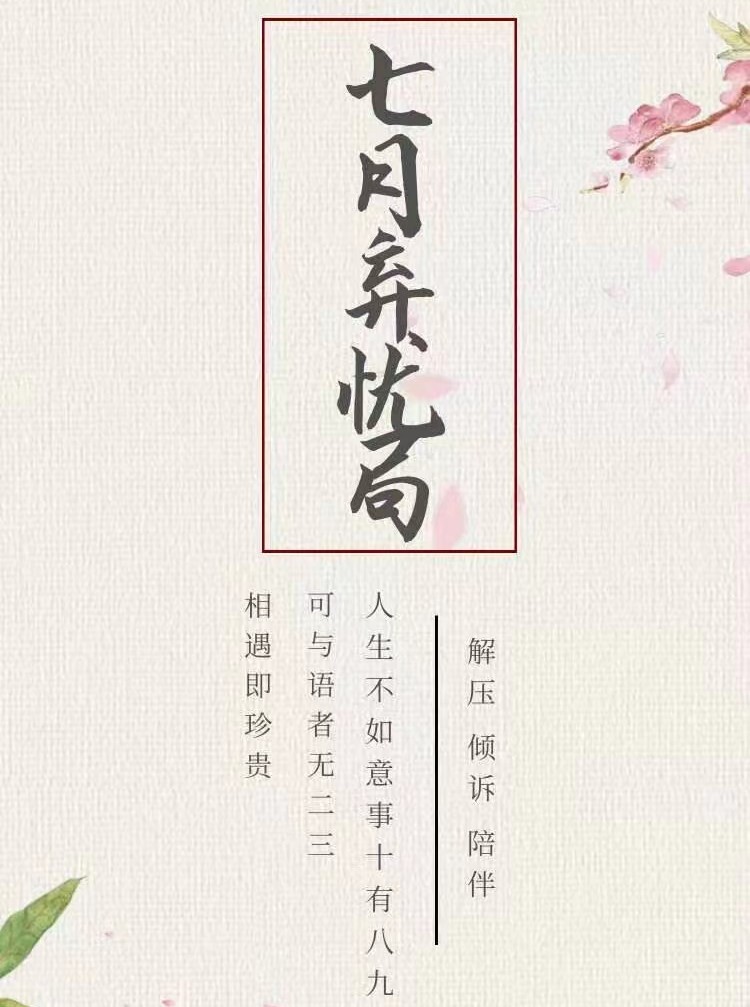 七月弃忧局
解压 倾诉 陪伴
人生不如意事十有八九
可与语者无二三
相遇即珍贵